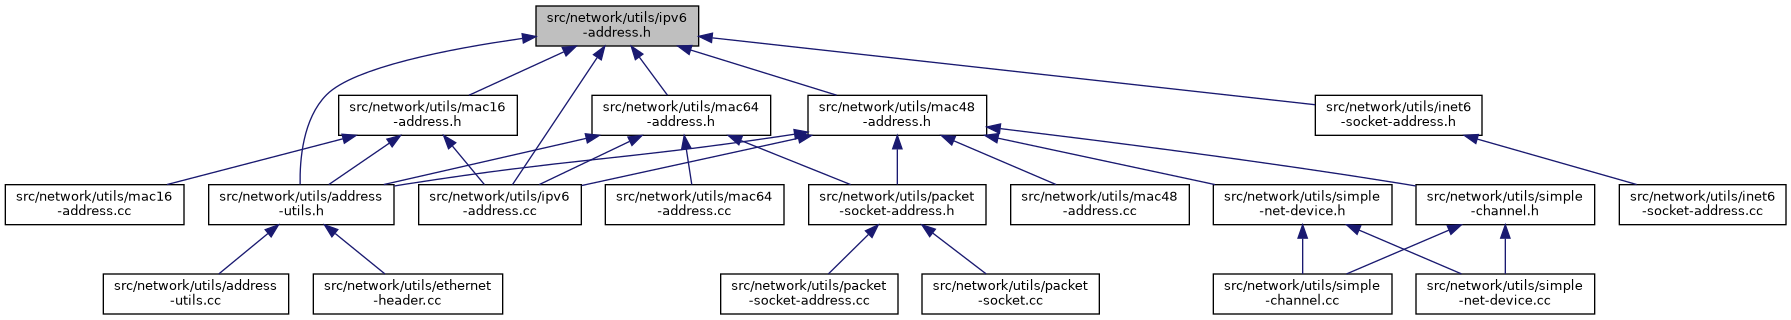 src/network/utils/ipv6
-address.h
src/network/utils/mac16
-address.h
src/network/utils/mac64
-address.h
src/network/utils/mac48
-address.h
src/network/utils/inet6
-socket-address.h
src/network/utils/mac16
-address.cc
src/network/utils/address
-utils.h
src/network/utils/ipv6
-address.cc
src/network/utils/mac64
-address.cc
src/network/utils/packet
-socket-address.h
src/network/utils/mac48
-address.cc
src/network/utils/simple
-net-device.h
src/network/utils/simple
-channel.h
src/network/utils/inet6
-socket-address.cc
src/network/utils/address
-utils.cc
src/network/utils/ethernet
-header.cc
src/network/utils/packet
-socket-address.cc
src/network/utils/packet
-socket.cc
src/network/utils/simple
-channel.cc
src/network/utils/simple
-net-device.cc